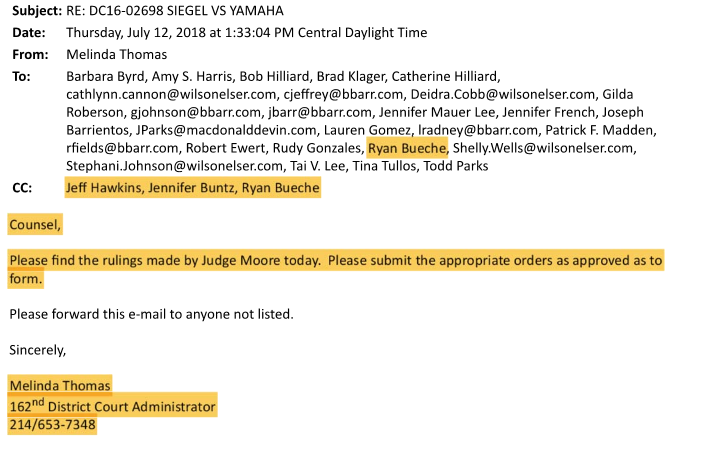 Subject: RE: DC16-02698 SIEGEL VS YAMAHA
Date: Thursday, July 12, 2018 at 1:33:04 PM Central Daylight Time
From: Melinda Thomas
To: Barbara Byrd, Amy S. Harris, Bob Hilliard, Brad Klager, Catherine Hilliard,
cathlynn.cannon@wilsonelser.com, cjeffrey@bbarr.com, Deidra.Cobb@wilsonelser.com, Gilda
Roberson, gjohnson@bbarr.com, jbarr@bbarr.com, Jennifer Mauer Lee, Jennifer French, Joseph
Barrientos, JParks@macdonalddevin.com, Lauren Gomez, lradney@bbarr.com, Patrick F. Madden,
rfields@bbarr.com, Robert Ewert, Rudy Gonzales, Ryan Bueche, Shelly.Wells@wilsonelser.com,
Stephani.Johnson@wilsonelser.com, Tai V. Lee, Tina Tullos, Todd Parks
CC: Jeff Hawkins, Jennifer Buntz, Ryan Bueche
Counsel,
Please find the rulings made by Judge Moore today.  Please submit the appropriate orders as approved as to
form.
Please forward this e-mail to anyone not listed.
Sincerely,
Melinda Thomas
162nd District Court Administrator
214/653-7348